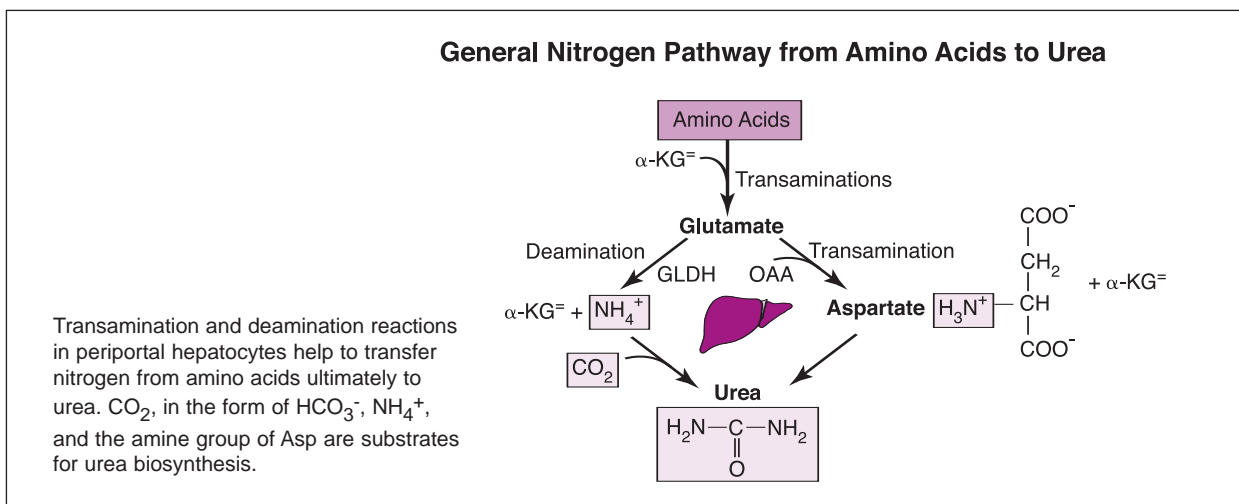 General Nitrogen Pathway from Amino Acids to Urea
Amino Acids
α-KG⁼
Transaminations
Glutamate
Deamination
Transamination
GLDH
OAA
α-KG⁼ + NH₄⁺
Aspartate
H₃N⁺
COO⁻
CH₂
CH
COO⁻
+ α-KG⁼
CO₂
Urea
H₂N—C—NH₂
O
Transamination and deamination reactions
in periportal hepatocytes help to transfer
nitrogen from amino acids ultimately to
urea. CO₂, in the form of HCO₃⁻, NH₄⁺,
and the amine group of Asp are substrates
for urea biosynthesis.